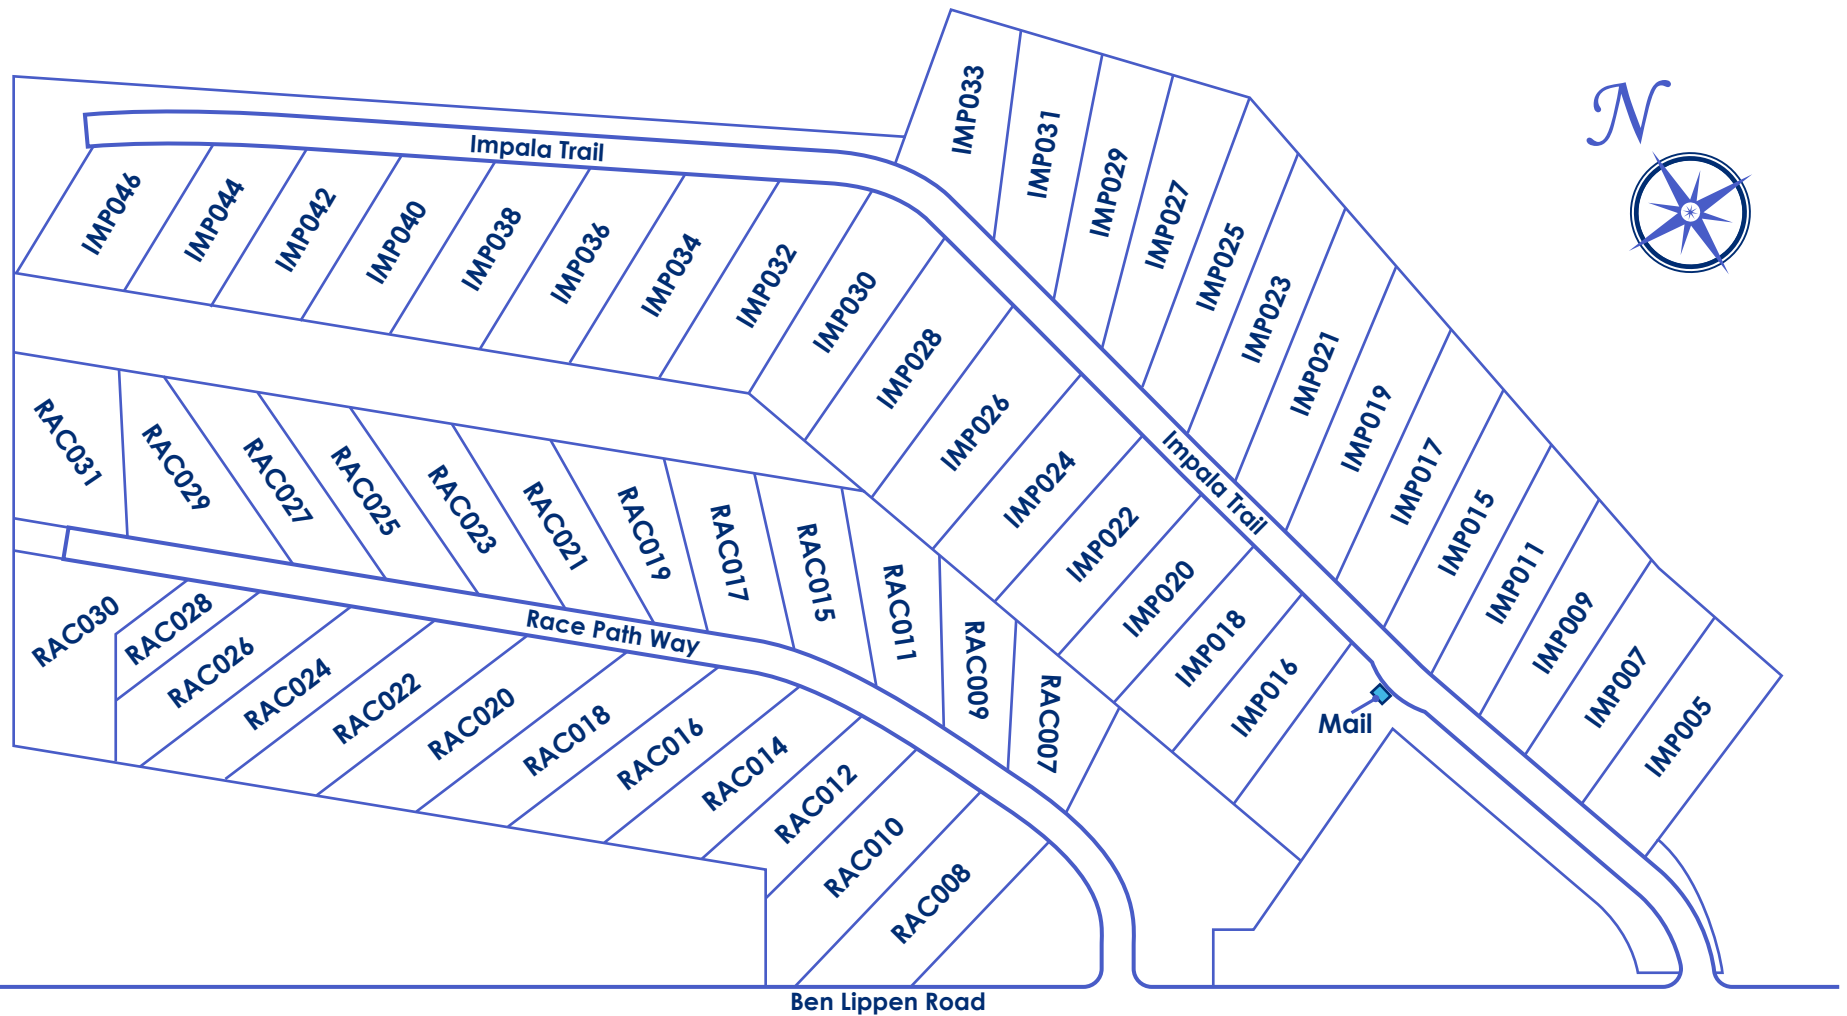 N
Impala Trail
IMP033
IMP031
IMP029
IMP027
IMP025
IMP023
IMP021
IMP019
IMP017
IMP015
IMP011
IMP009
IMP007
IMP005
IMP046
IMP044
IMP042
IMP040
IMP038
IMP036
IMP034
IMP032
IMP030
IMP028
IMP026
IMP024
IMP022
IMP020
IMP018
IMP016
Impala Trail
Mail
RAC031
RAC029
RAC027
RAC025
RAC023
RAC021
RAC019
RAC017
RAC015
RAC011
RAC009
RAC007
Race Path Way
RAC030
RAC028
RAC026
RAC024
RAC022
RAC020
RAC018
RAC016
RAC014
RAC012
RAC010
RAC008
Ben Lippen Road